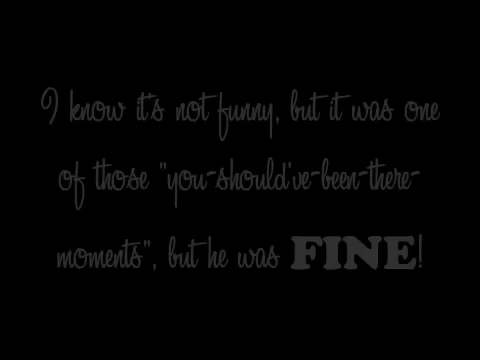 I know it's not funny, but it was one
of those "you-should've-been-there-
moments", but he was FINE!